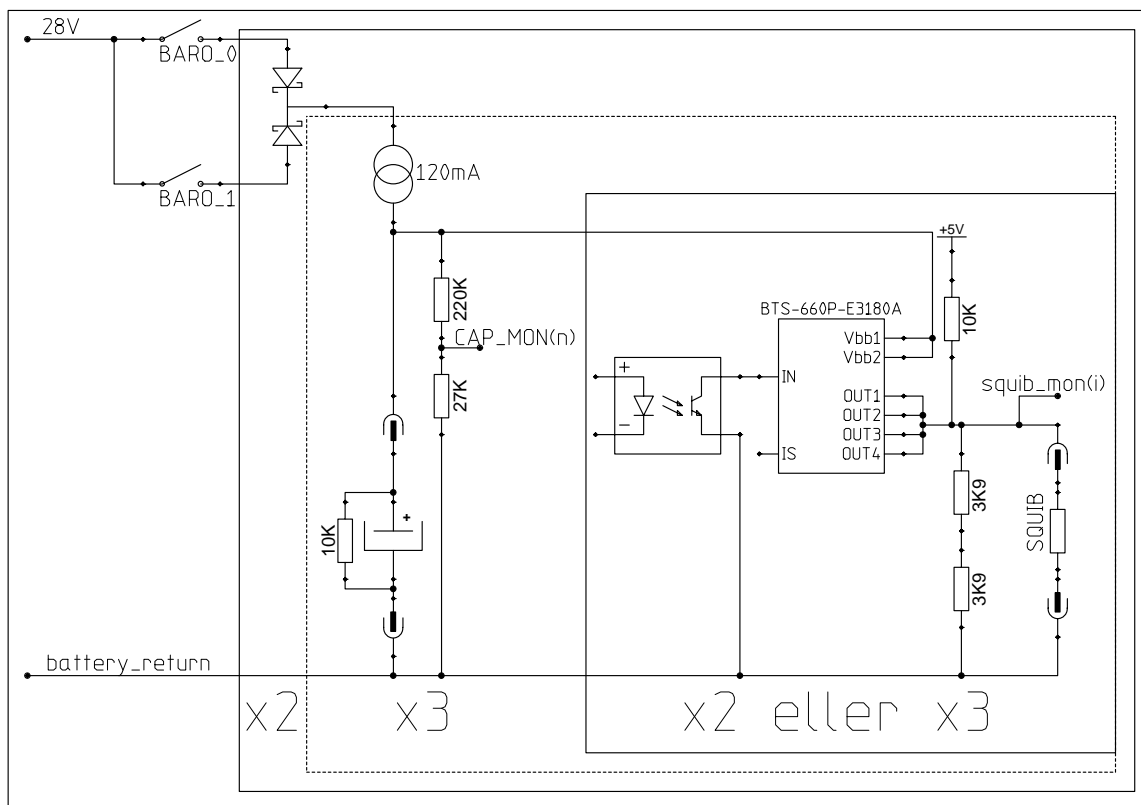 28V
BARO_0
BARO_1
120mA
+5V
220K
10K
BTS-660P-E3180A
Vbb1
Vbb2
CAP_MON(n)
27K
+
-
IN
IS
OUT1
OUT2
OUT3
OUT4
squib_mon(i)
3K9
3K9
SQUIB
10K
+
battery_return
x2
x3
x2 eller x3